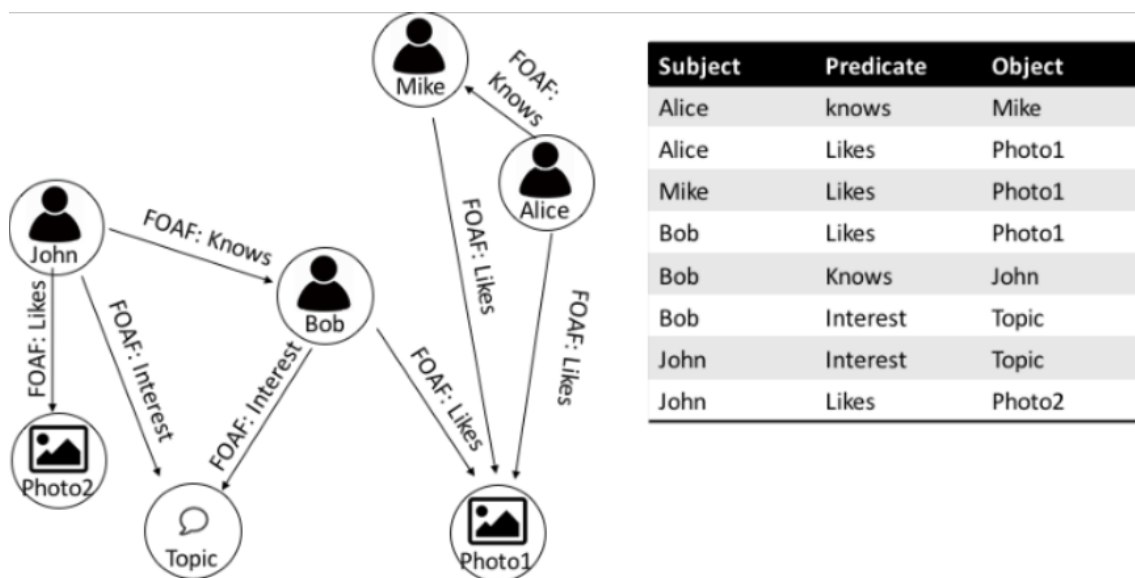 Mike
FOAF: Knows
Alice
John
FOAF: Knows
Bob
FOAF: Likes
FOAF: Interest
FOAF: Interest
FOAF: Likes
FOAF: Likes
FOAF: Likes
Photo2
Topic
Photo1
Subject Predicate Object
Alice knows Mike
Alice Likes Photo1
Mike Likes Photo1
Bob Likes Photo1
Bob Knows John
Bob Interest Topic
John Interest Topic
John Likes Photo2